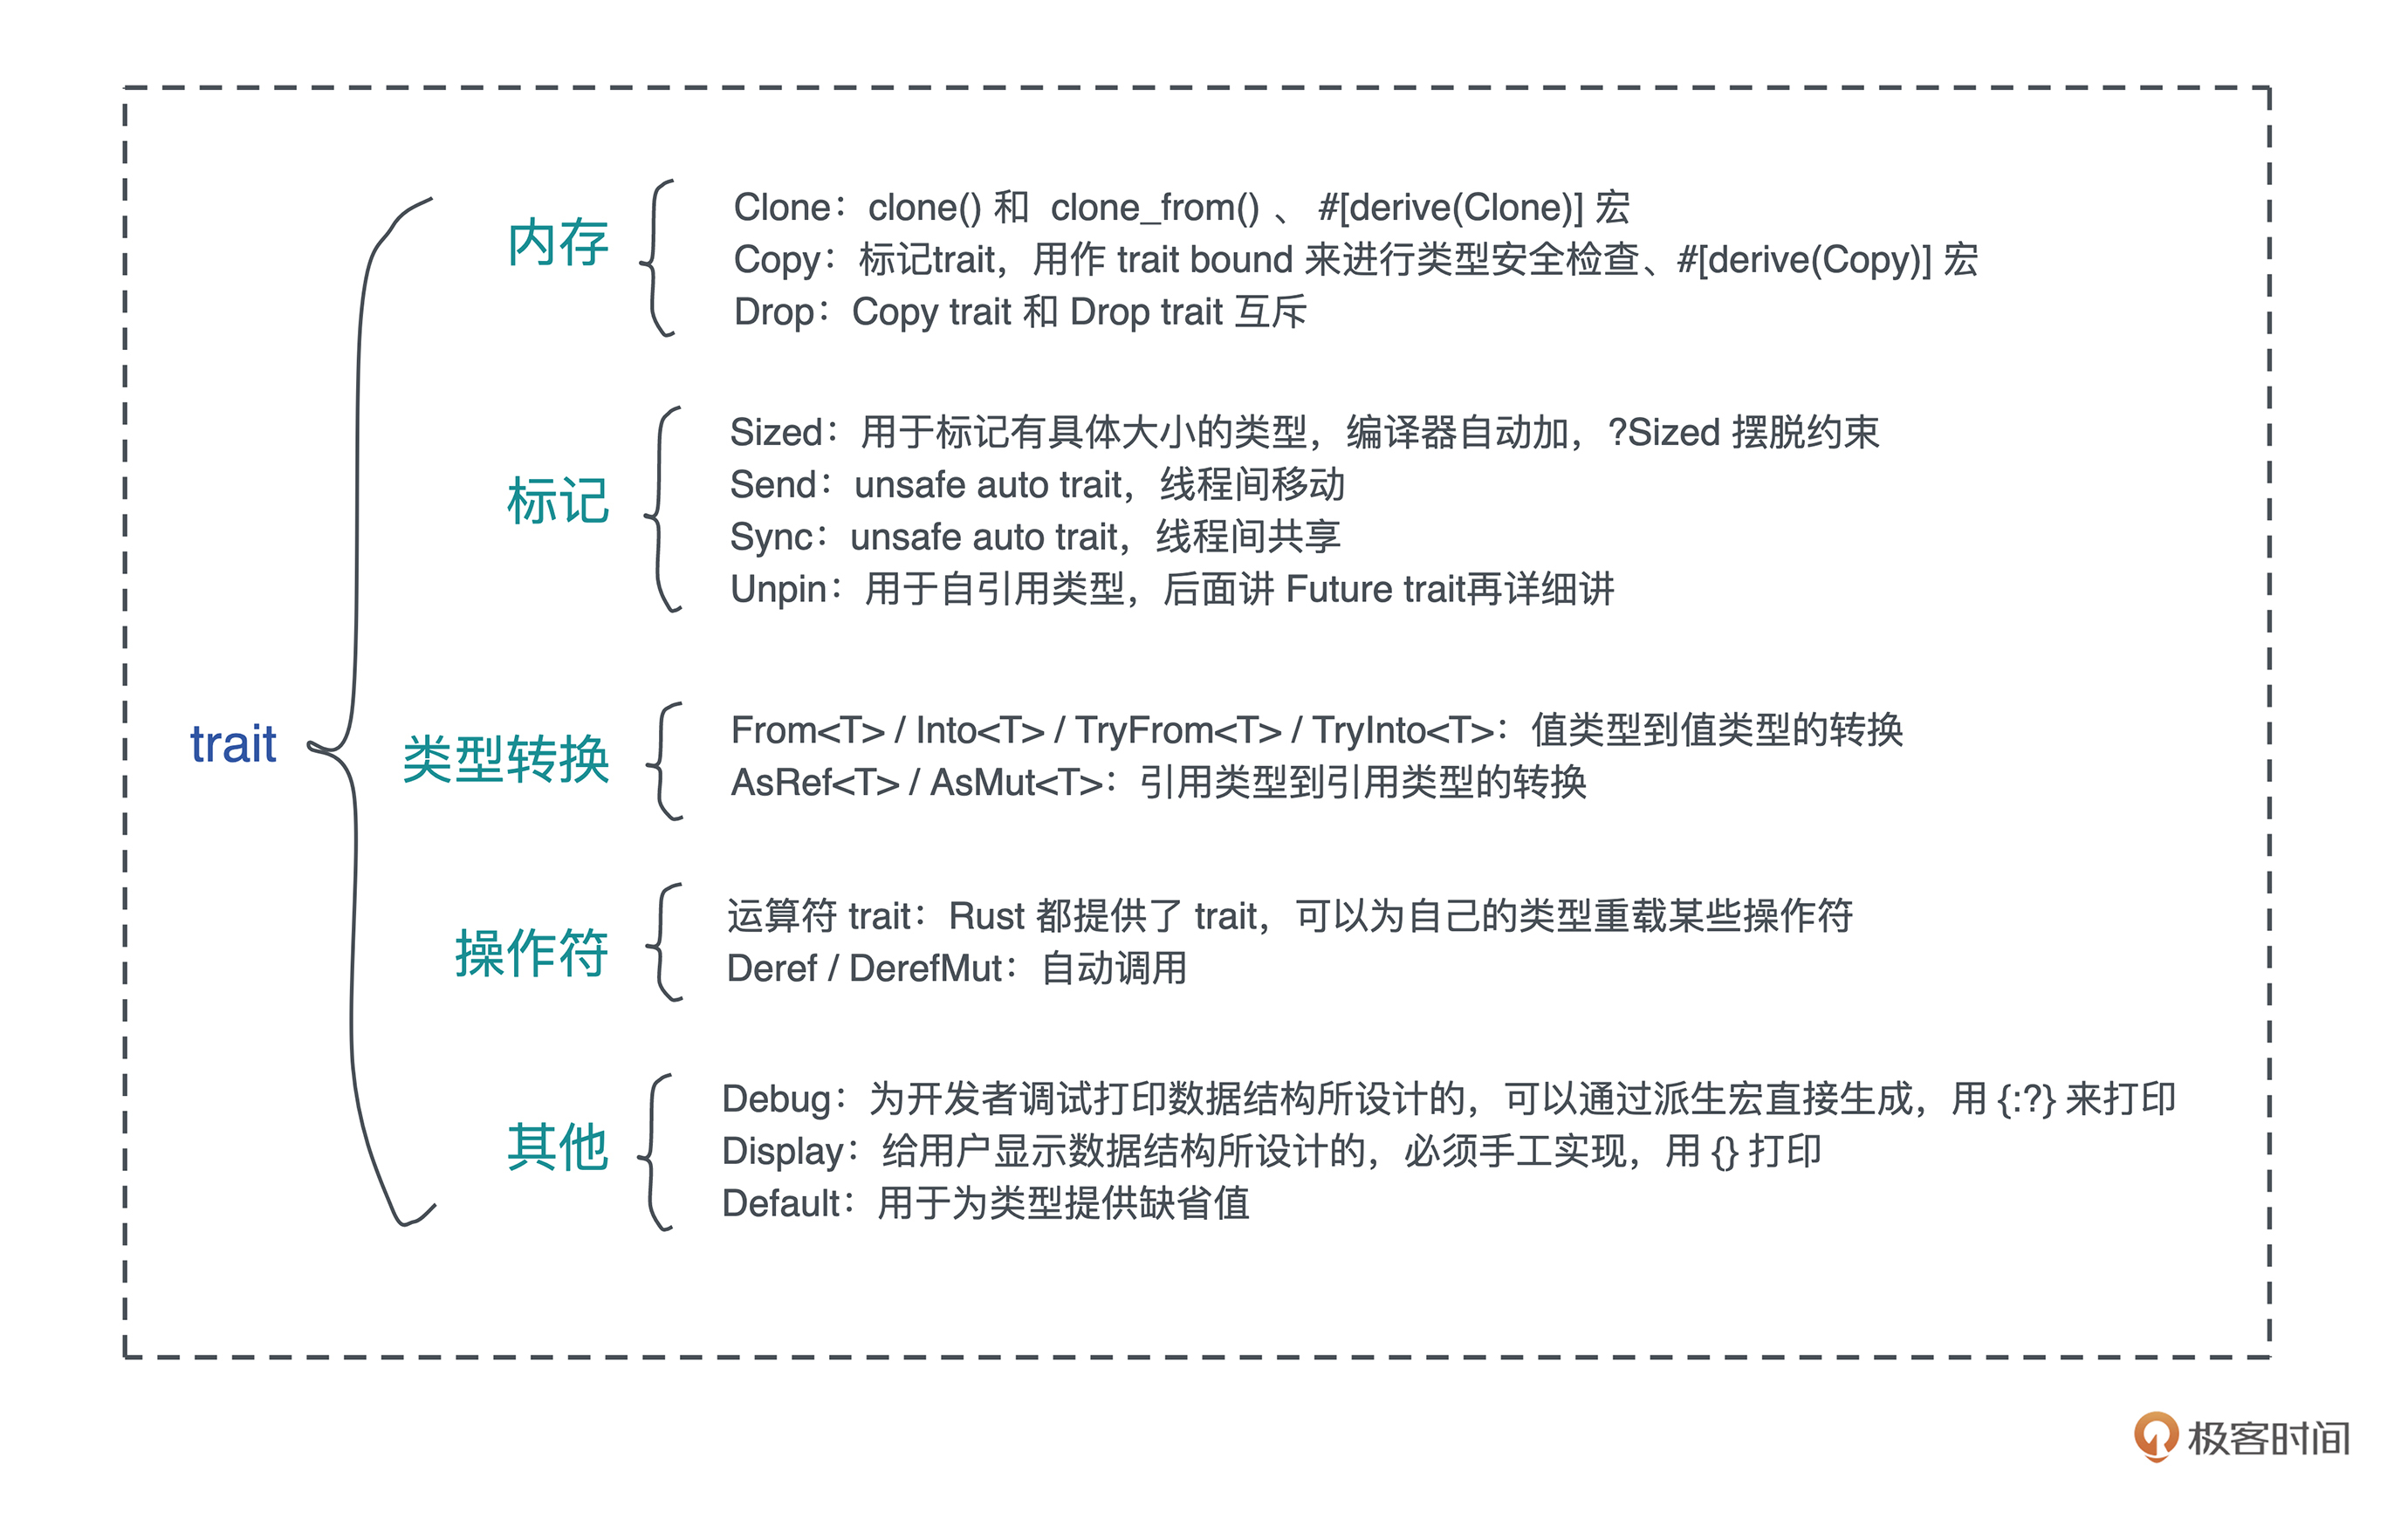 trait
内存
Clone：clone() 和 clone_from() 、 #[derive(Clone)] 宏
Copy：标记trait，用作 trait bound 来进行类型安全检查、#[derive(Copy)] 宏
Drop：Copy trait 和 Drop trait 互斥
标记
Sized：用于标记有具体大小的类型，编译器自动加，?Sized 摆脱约束
Send：unsafe auto trait，线程间移动
Sync：unsafe auto trait，线程间共享
Unpin：用于自引用类型，后面讲 Future trait再详细讲
类型转换
From<T> / Into<T> / TryFrom<T> / TryInto<T>：值类型到值类型的转换
AsRef<T> / AsMut<T>：引用类型到引用类型的转换
操作符
运算符 trait：Rust 都提供了 trait，可以为自己的类型重载某些操作符
Deref / DerefMut：自动调用
其他
Debug：为开发者调试打印数据结构所设计的，可以通过派生宏直接生成，用 {:?} 来打印
Display：给用户显示数据结构所设计的，必须手工实现，用 {} 打印
Default：用于为类型提供缺省值
极客时间